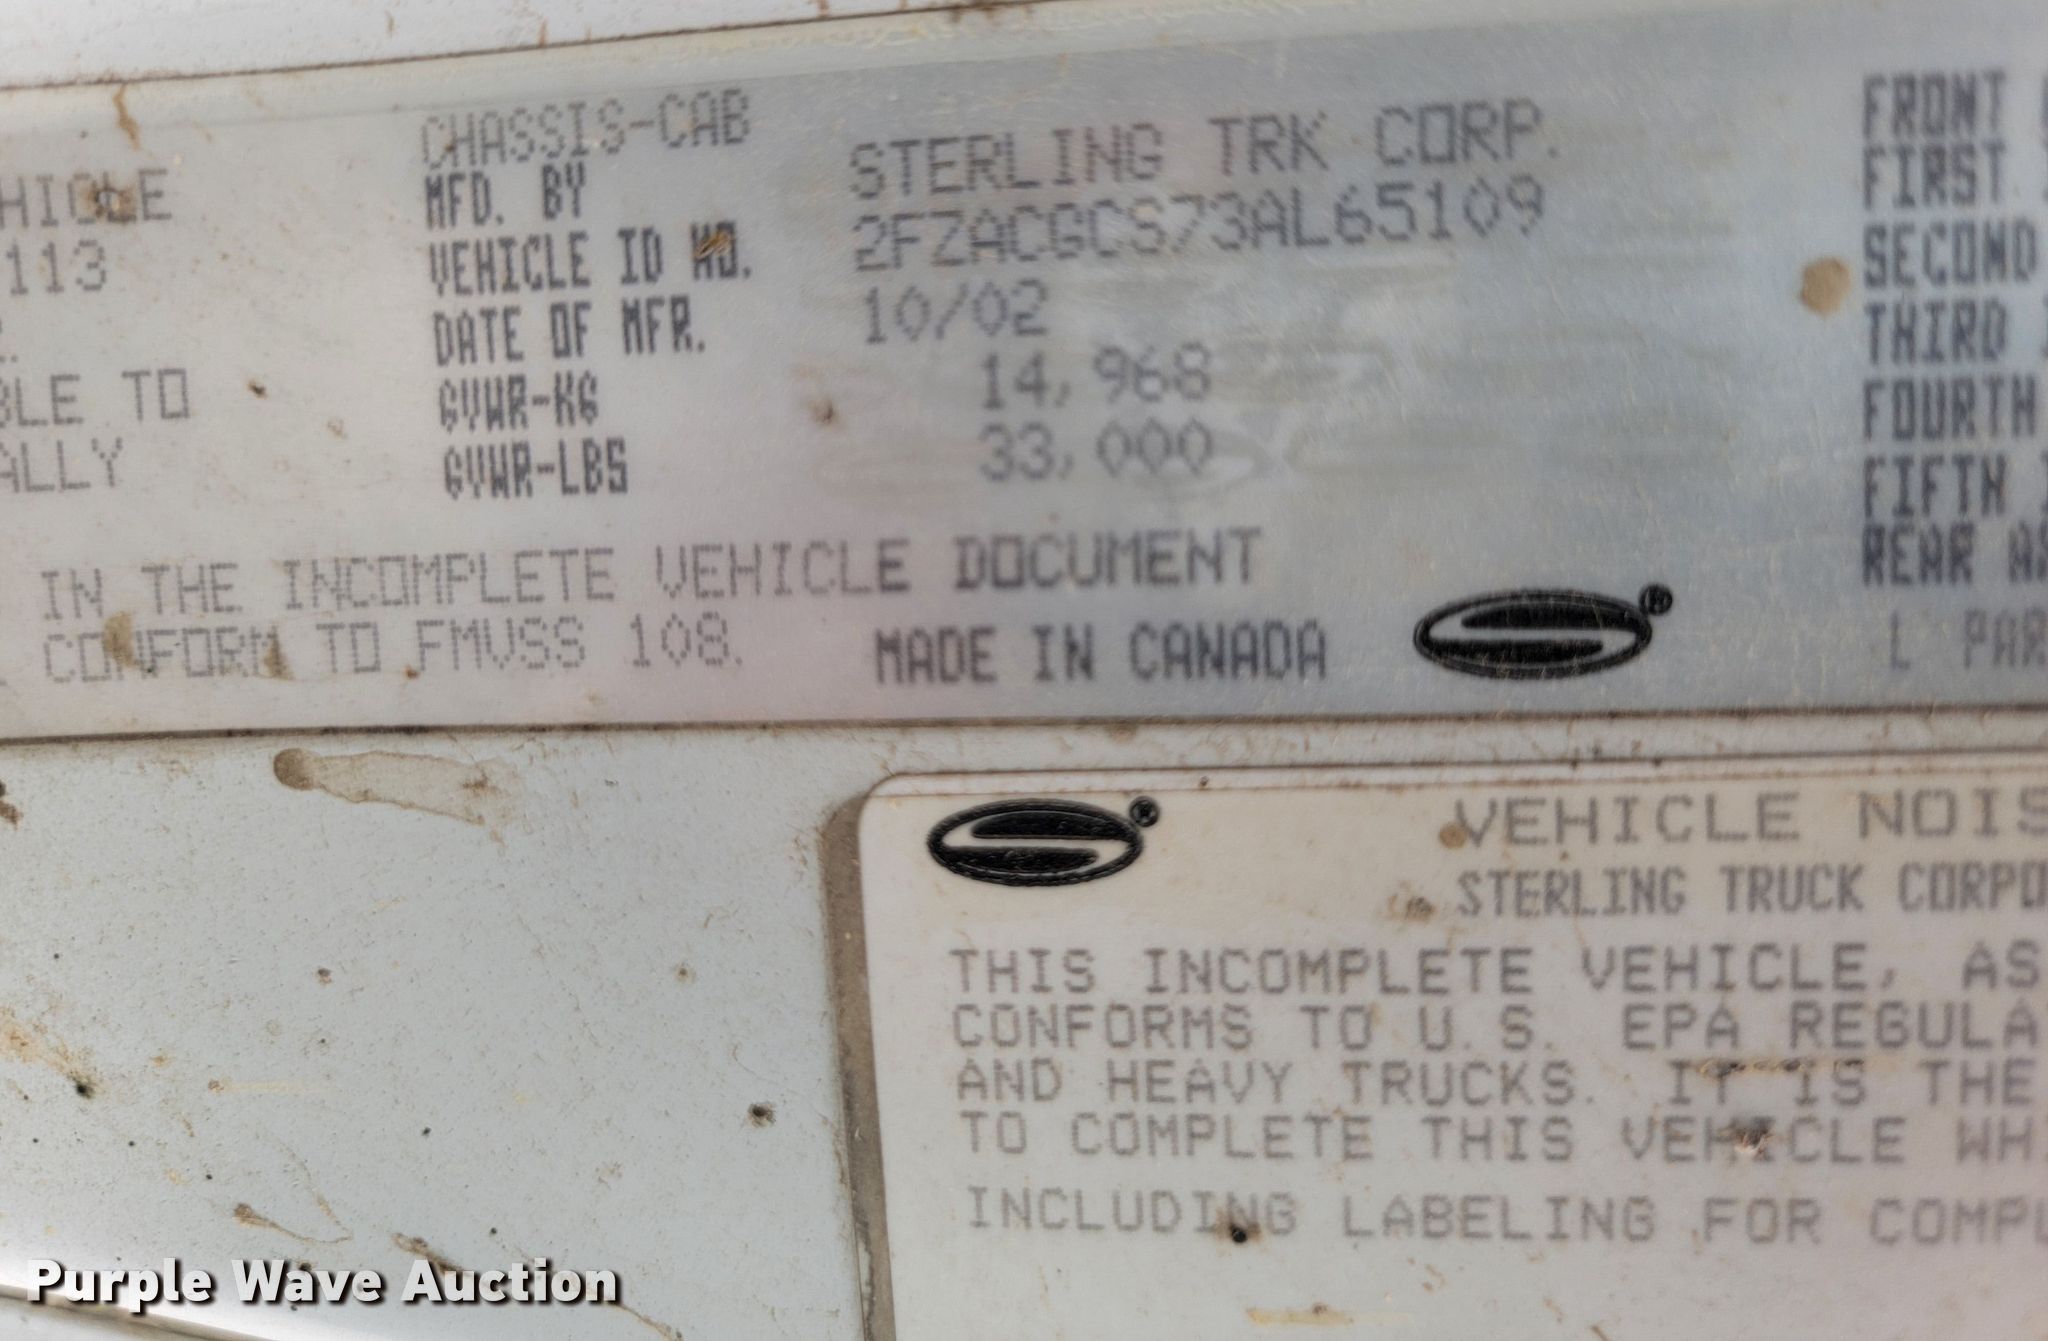 CHASSIS-CAB
HICLE MFD. BY STERLING TRK CORP. FRONT
113 VEHICLE ID NO. 2FZACGCS73AL65109 FIRST
DATE OF MFR. 10/02 SECOND
BLE TO GVWR-KG 14,968 THIRD
ALLY GVWR-LBS 33,000 FOURTH
FIFTH
IN THE INCOMPLETE VEHICLE DOCUMENT REAR
CONFORM TO FMVSS 108. MADE IN CANADA ® L PAR
® VEHICLE NOIS
STERLING TRUCK CORPO
THIS INCOMPLETE VEHICLE, AS
CONFORMS TO U.S. EPA REGULA
AND HEAVY TRUCKS. IT IS THE
TO COMPLETE THIS VEHICLE WH
INCLUDING LABELING FOR COMPL
Purple Wave Auction